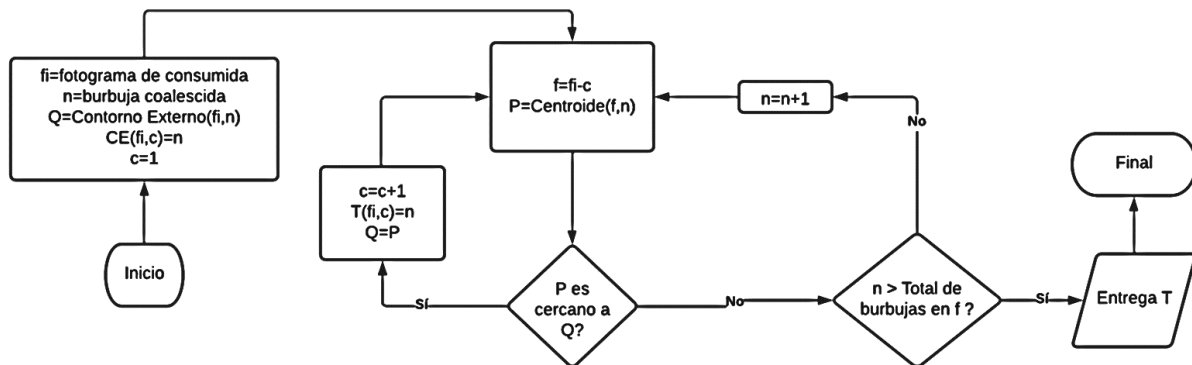 fi=fotograma de consumida
n=burbuja coalescida
Q=Contorno Externo(fi,n)
CE(fi,c)=n
c=1
Inicio
f=fi-c
P=Centroide(f,n)
n=n+1
No
c=c+1
T(fi,c)=n
Q=P
Sí
P es
cercano a
Q?
No
n > Total de
burbujas en f ?
Sí
Entrega T
Final